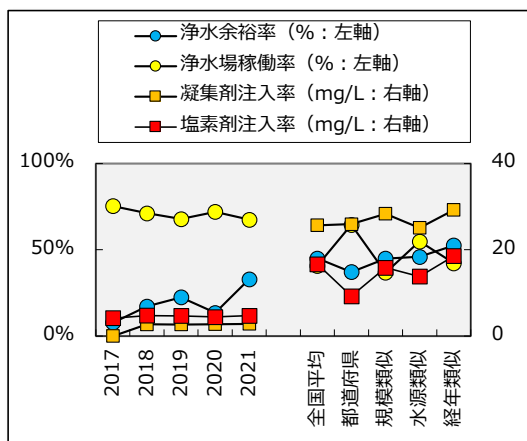 浄水余裕率（%：左軸）
浄水場稼働率（%：左軸）
凝集剤注入率（mg/L：右軸）
塩素剤注入率（mg/L：右軸）
100%
50%
0%
40
20
0
2017
2018
2019
2020
2021
全国平均
都道府県
規模類似
水源類似
経年類似